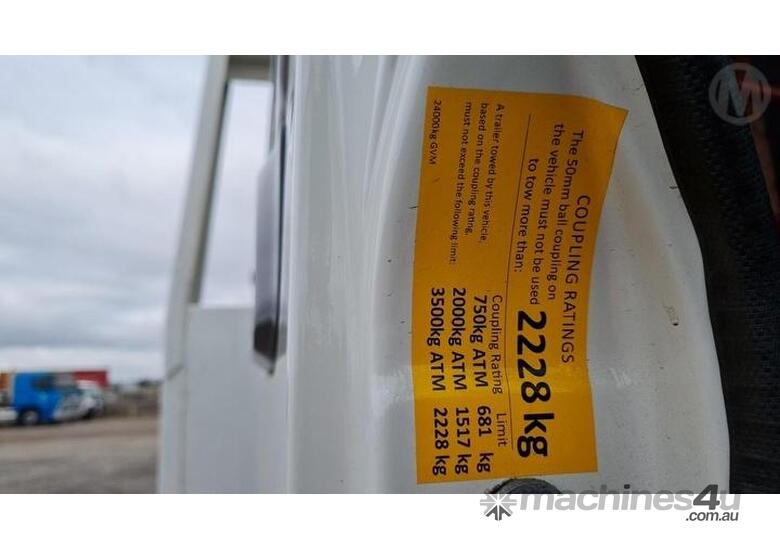 COUPLING RATINGS
The 50mm ball coupling on
the vehicle must not be used
to tow more than:
2228 kg
A trailer towed by this vehicle,
based on the coupling rating,
must not exceed the following limit:
Coupling Rating Limit
750kg ATM 681 kg
2000kg ATM 1517 kg
3500kg ATM 2228 kg
24000kg GVM
M
machines4u
.com.au